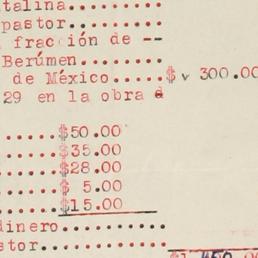 talina.......
pastor.......
fracción de --
Berúmen......
de México.....$ v 300.00
29 en la obra d
.....$50.00
.....$35.00
.....$28.00
.....$ 5.00
.....$15.00
dinero.......
stor..........